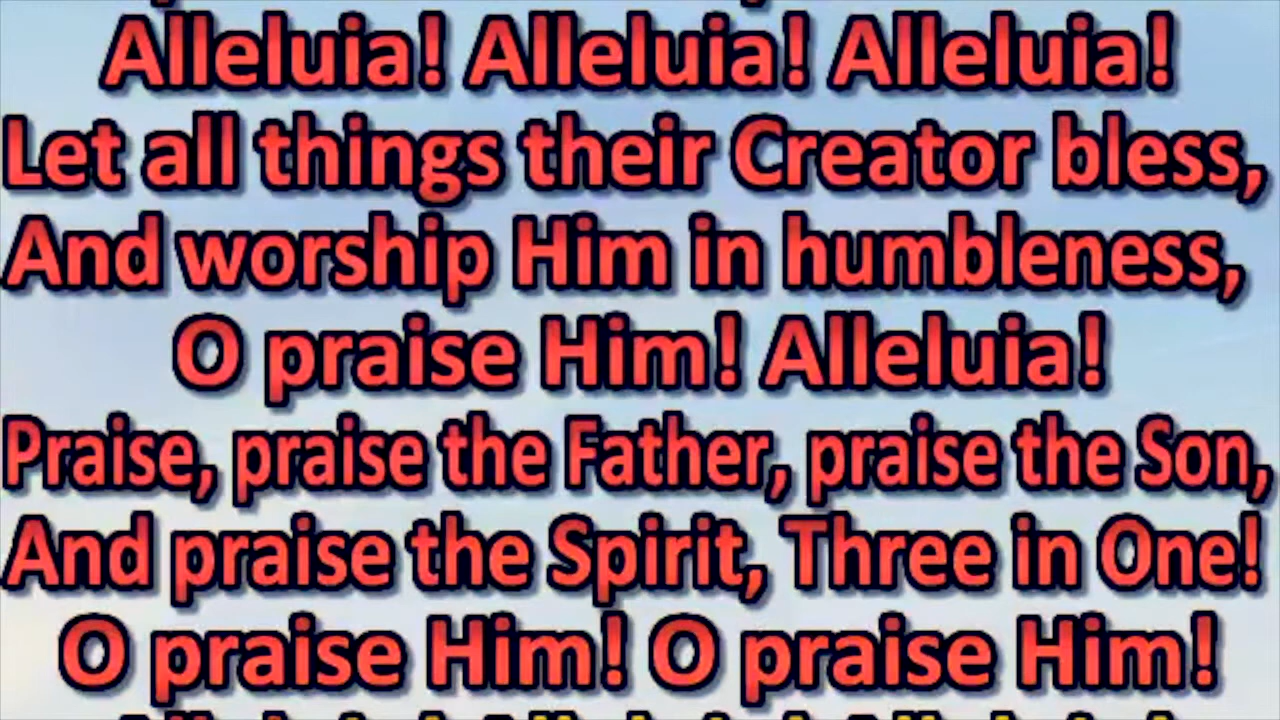 Alleluia! Alleluia! Alleluia!
Let all things their Creator bless,
And worship Him in humbleness,
O praise Him! Alleluia!
Praise, praise the Father, praise the Son,
And praise the Spirit, Three in One!
O praise Him! O praise Him!